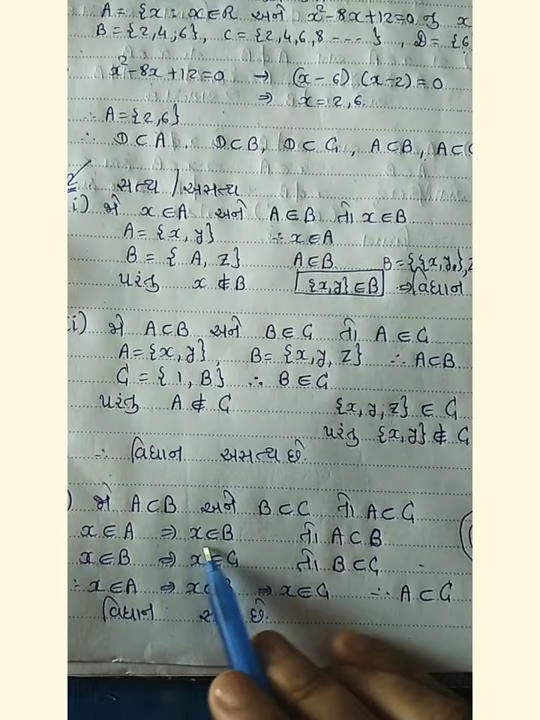 A = {x : x ∈ R અને x² - 8x + 12 = 0 નું x
B = {2, 4, 6}, C = {2, 4, 6, 8 ----}, D = {6
x² - 8x + 12 = 0 → (x - 6) (x - 2) = 0
⇒ x = 2, 6.
∴ A = {2, 6}
∴ D ⊂ A, D ⊂ B, D ⊂ C, A ⊂ B, A ⊂ C
2 સત્ય / અસત્ય
i) જો x ∈ A અને A ∈ B તો x ∈ B
A = {x, y} ∴ x ∈ A
B = { A, Z} A ∈ B B = {{x, y}, Z
પરંતુ x ∉ B {x, y} ∈ B ⇒ વિધાન
ii) જો A ⊂ B અને B ∈ C તો A ∈ C
A = {x, y}, B = {x, y, Z} ∴ A ⊂ B
C = { 1, B} ∴ B ∈ C
પરંતુ A ∉ C {x, y, Z} ∈ C
પરંતુ {x, y} ∉ C
∴ વિધાન અસત્ય છે.
) જો A ⊂ B અને B ⊂ C તો A ⊂ C
x ∈ A ⇒ x ∈ B તો A ⊂ B
x ∈ B ⇒ x ∈ C તો B ⊂ C
∴ x ∈ A ⇒ x ∈ B ⇒ x ∈ C ∴ A ⊂ C
વિધાન છે.